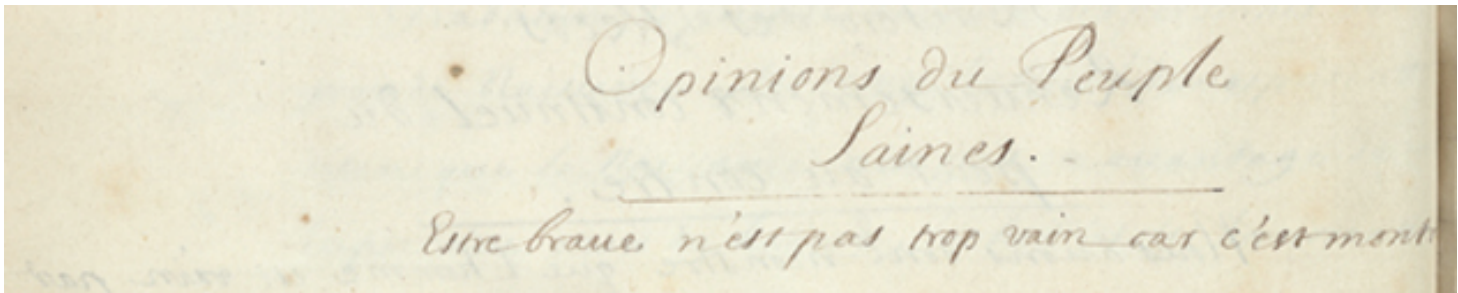 Opinions du Peuple
Saines.
Estre braue n'est pas trop vain car c'est mont